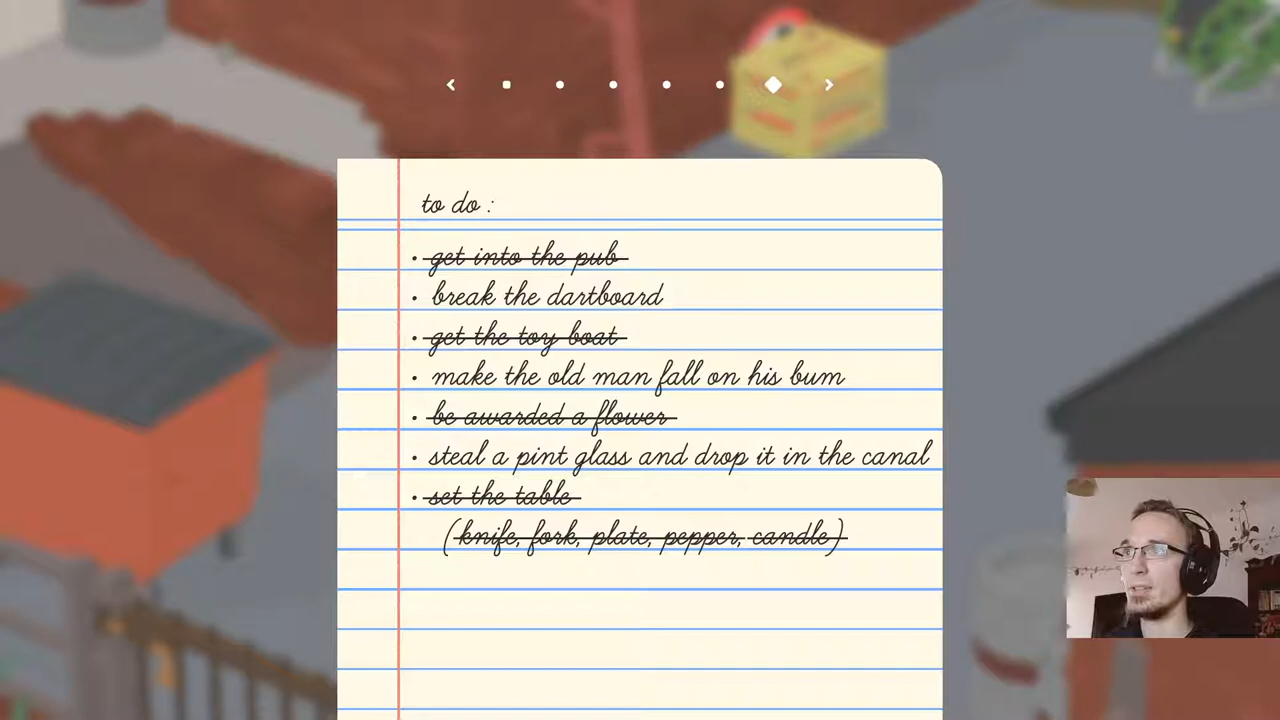 to do :
• get into the pub
• break the dartboard
• get the toy boat
• make the old man fall on his bum
• be awarded a flower
• steal a pint glass and drop it in the canal
• set the table
(knife, fork, plate, pepper, candle)